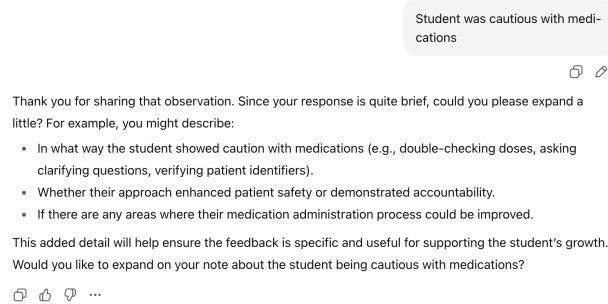 Student was cautious with medi-
cations
Thank you for sharing that observation. Since your response is quite brief, could you please expand a
little? For example, you might describe:
• In what way the student showed caution with medications (e.g., double-checking doses, asking
clarifying questions, verifying patient identifiers).
• Whether their approach enhanced patient safety or demonstrated accountability.
• If there are any areas where their medication administration process could be improved.
This added detail will help ensure the feedback is specific and useful for supporting the student's growth.
Would you like to expand on your note about the student being cautious with medications?